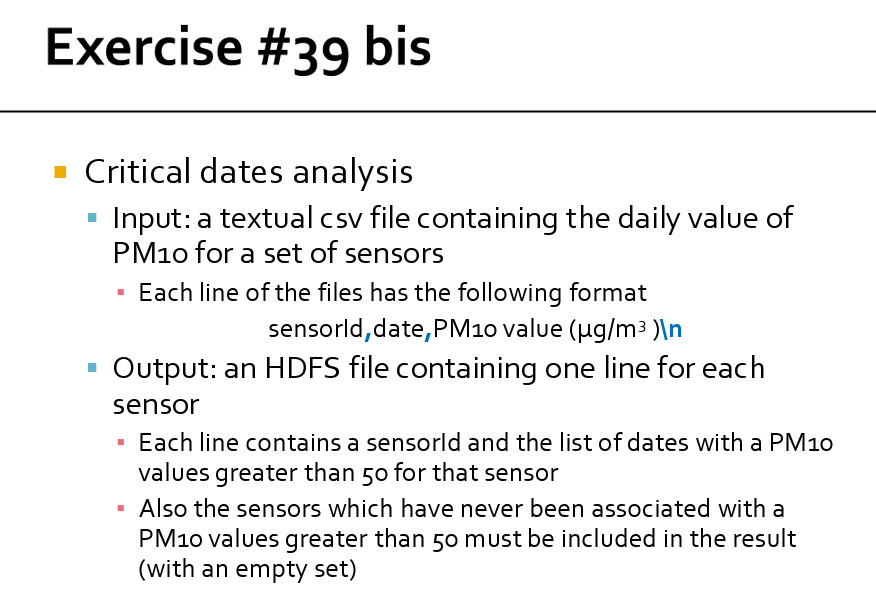 Exercise #39 bis
Critical dates analysis
Input: a textual csv file containing the daily value of
PM10 for a set of sensors
Each line of the files has the following format
sensorId,date,PM10 value (μg/m³ )\n
Output: an HDFS file containing one line for each
sensor
Each line contains a sensorId and the list of dates with a PM10
values greater than 50 for that sensor
Also the sensors which have never been associated with a
PM10 values greater than 50 must be included in the result
(with an empty set)